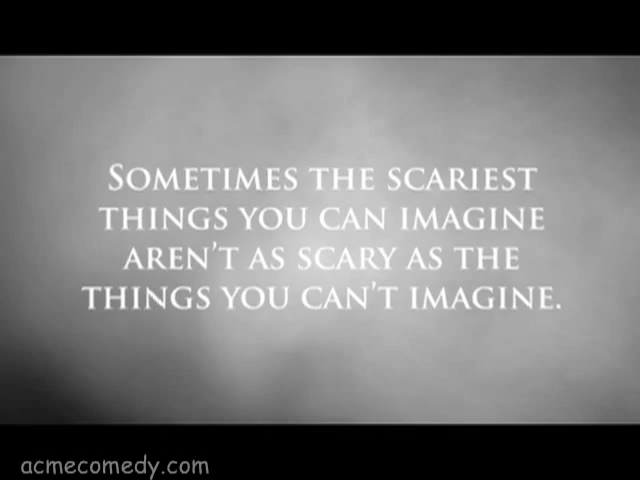 SOMETIMES THE SCARIEST
THINGS YOU CAN IMAGINE
AREN'T AS SCARY AS THE
THINGS YOU CAN'T IMAGINE.
acmecomedy.com